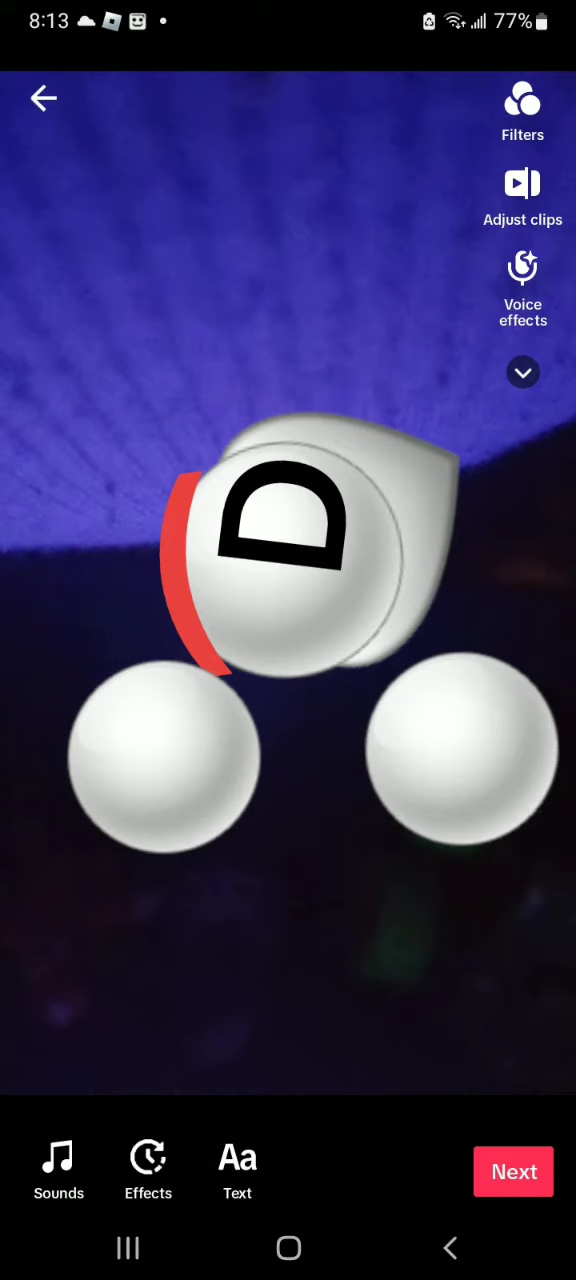 8:13
77%
Filters
Adjust clips
Voice
effects
D
Sounds
Effects
Aa
Text
Next